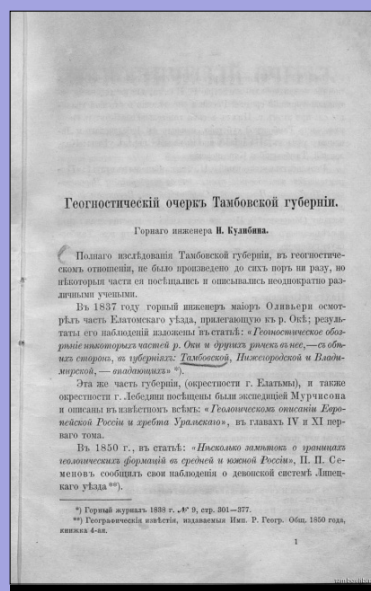 Геогностическій очеркъ Тамбовской губерніи.
Горнаго инженера Н. Кулибина.
Полнаго изслѣдованія Тамбовской губерніи, въ геогностиче-
скомъ отношеніи, не было произведено до сихъ поръ ни разу, но
нѣкоторыя части ея посѣщались и описывались неоднократно раз-
личными учеными.
Въ 1837 году горный инженеръ маіоръ Оливьери осмот-
рѣлъ часть Елатомскаго уѣзда, прилегающую къ р. Окѣ; резуль-
таты его наблюденій изложены въ статьѣ: «Геогностическое обоз-
рѣніе нѣкоторыхъ частей р. Оки и другихъ рѣчекъ въ нее,—съ обѣ-
ихъ сторонъ, въ губерніяхъ: Тамбовской, Нижегородской и Влади-
мирской, — впадающихъ» *).
Эта же часть губерніи, (окрестности г. Елатьмы), и также
окрестности г. Лебедяни посѣщены были экспедиціей Мурчисона
и описаны въ извѣстномъ всѣмъ: «Геологическомъ описаніи Евро-
пейской Россіи и хребта Уральскаго», въ главахъ IV и XI пер-
ваго тома.
Въ 1850 г., въ статьѣ: «Нѣсколько замѣтокъ о границахъ
геологическихъ формацій въ средней и южной Россіи», П. П. Се-
меновъ сообщилъ свои наблюденія о девонской системѣ Липец-
каго уѣзда **).
*) Горный журналъ 1838 г. № 9, стр. 301—377.
**) Географическія извѣстія, издаваемыя Имп. Р. Геогр. Общ. 1850 года,
книжка 4-ая.
1